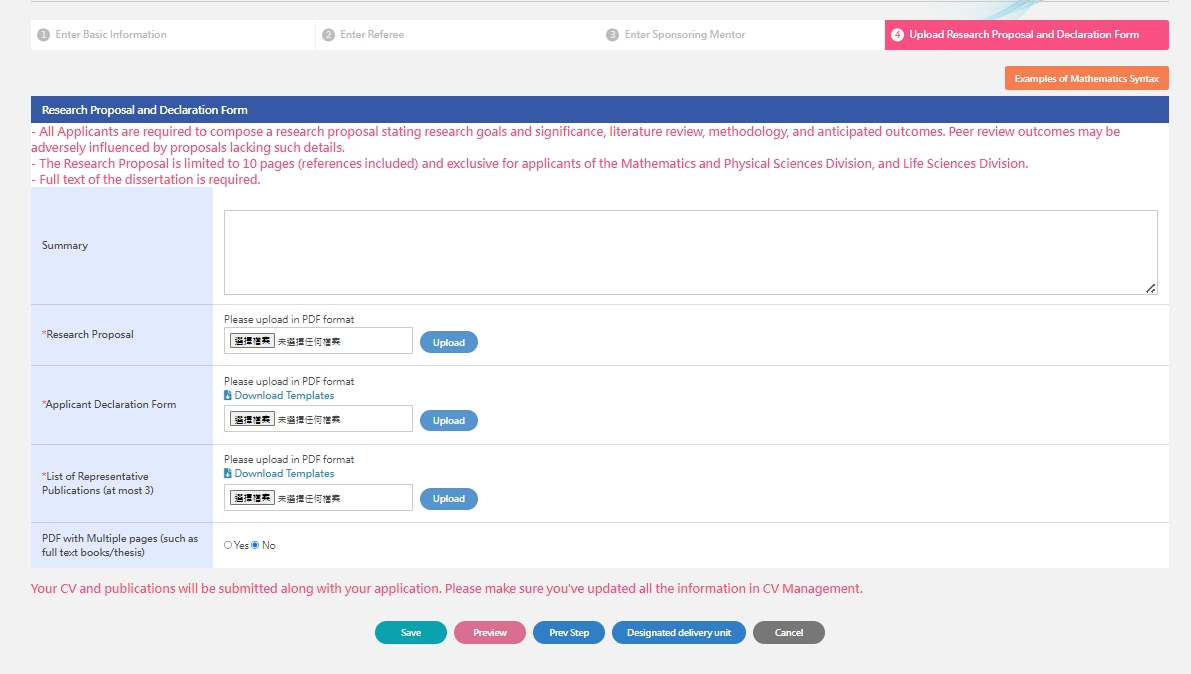 1 Enter Basic Information
2 Enter Referee
3 Enter Sponsoring Mentor
4 Upload Research Proposal and Declaration Form
Examples of Mathematics Syntax
Research Proposal and Declaration Form
- All Applicants are required to compose a research proposal stating research goals and significance, literature review, methodology, and anticipated outcomes. Peer review outcomes may be
adversely influenced by proposals lacking such details.
- The Research Proposal is limited to 10 pages (references included) and exclusive for applicants of the Mathematics and Physical Sciences Division, and Life Sciences Division.
- Full text of the dissertation is required.
Summary
*Research Proposal
Please upload in PDF format
選擇檔案 未選擇任何檔案 Upload
*Applicant Declaration Form
Please upload in PDF format
Download Templates
選擇檔案 未選擇任何檔案 Upload
*List of Representative
Publications (at most 3)
Please upload in PDF format
Download Templates
選擇檔案 未選擇任何檔案 Upload
PDF with Multiple pages (such as
full text books/thesis)
Yes No
Your CV and publications will be submitted along with your application. Please make sure you've updated all the information in CV Management.
Save Preview Prev Step Designated delivery unit Cancel